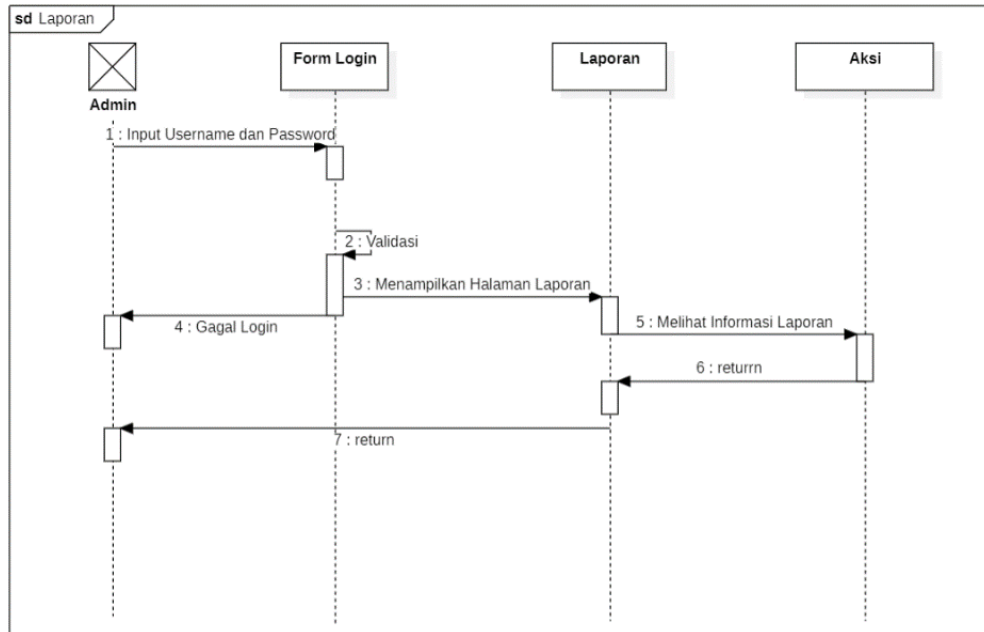 sd Laporan
Admin
Form Login
Laporan
Aksi
1 : Input Username dan Password
2 : Validasi
3 : Menampilkan Halaman Laporan
4 : Gagal Login
5 : Melihat Informasi Laporan
6 : returrn
7 : return